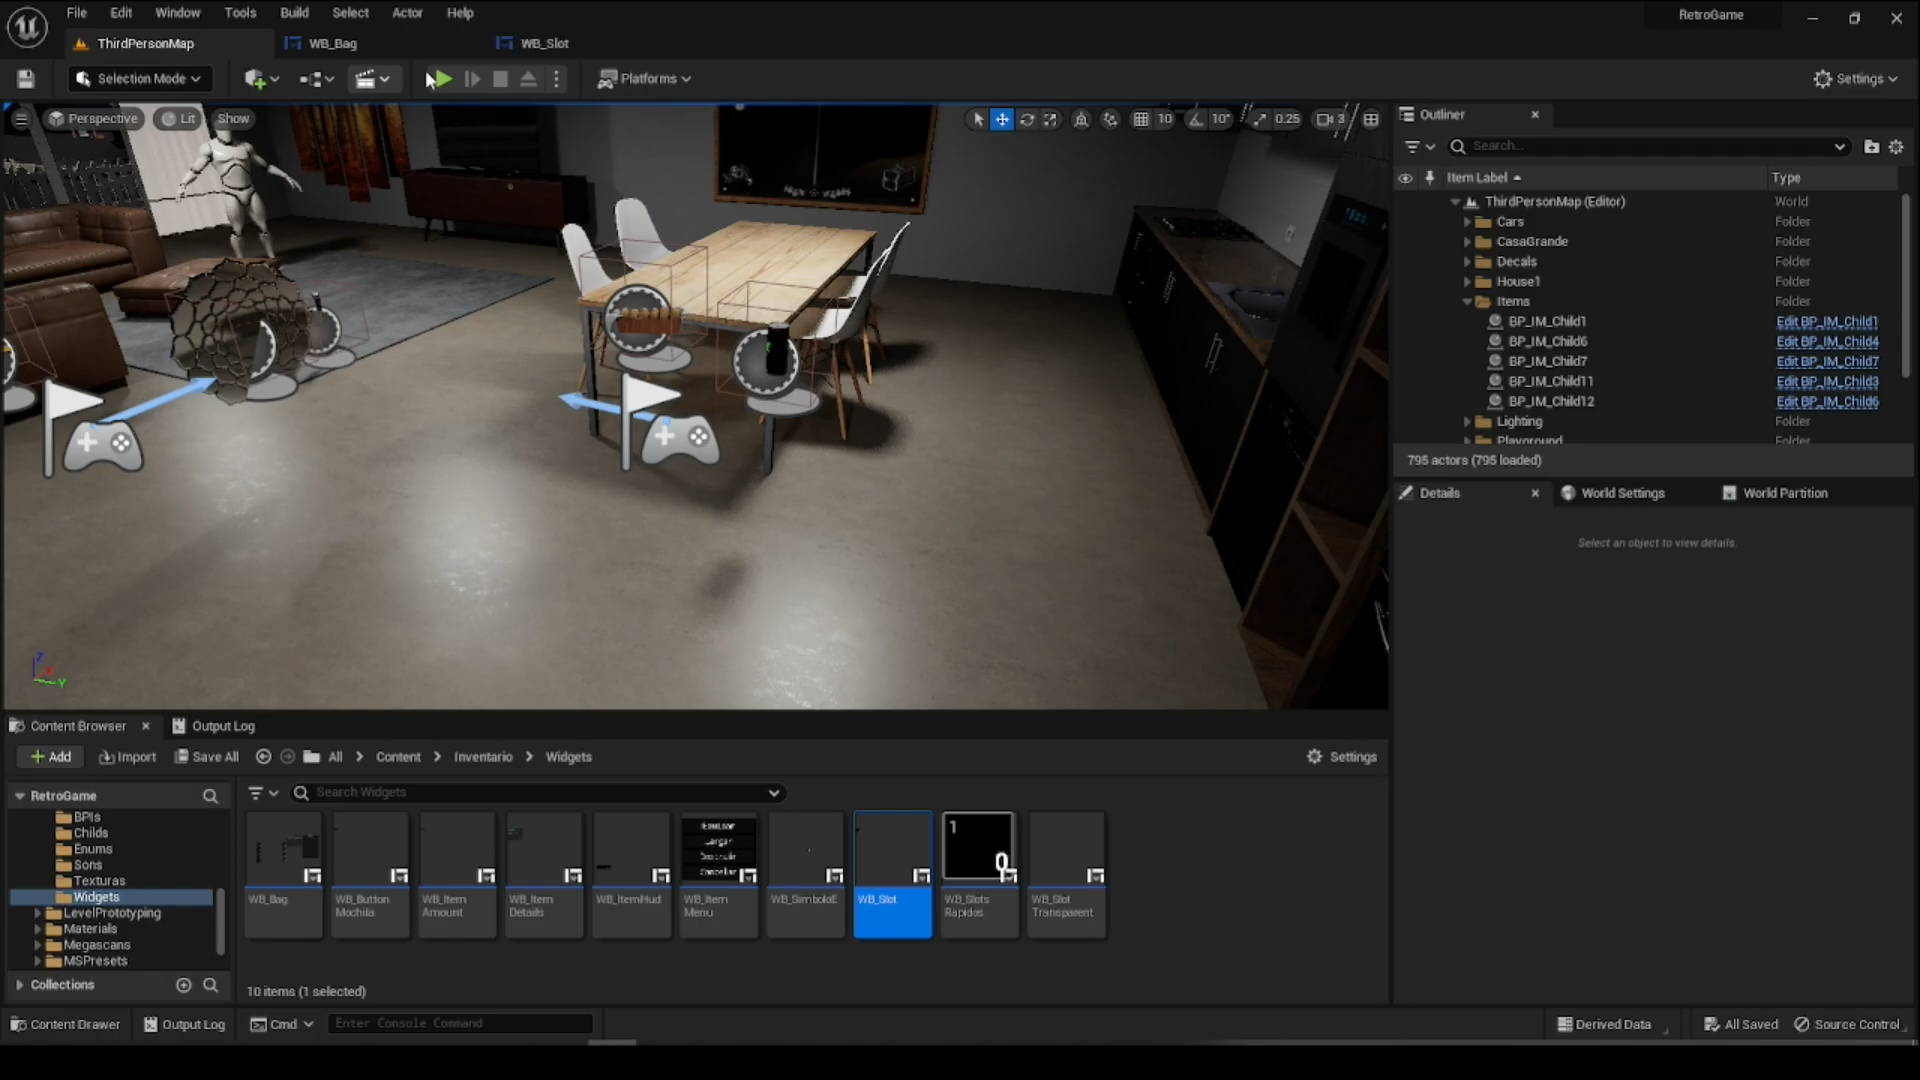 File Edit Window Tools Build Select Actor Help
RetroGame
ThirdPersonMap WB_Bag WB_Slot
Selection Mode Platforms Settings
Perspective Lit Show 10 10° 0.25 3
Outliner
Search...
Item Label Type
ThirdPersonMap (Editor) World
Cars Folder
CasaGrande Folder
Decals Folder
House1 Folder
Items Folder
BP_IM_Child1 Edit BP_IM_Child1
BP_IM_Child6 Edit BP_IM_Child4
BP_IM_Child7 Edit BP_IM_Child7
BP_IM_Child11 Edit BP_IM_Child3
BP_IM_Child12 Edit BP_IM_Child6
Lighting Folder
Playground Folder
795 actors (795 loaded)
Details World Settings World Partition
Select an object to view details.
Z
Y
Content Browser Output Log
Add Import Save All All Content Inventario Widgets Settings
RetroGame
Search Widgets
BPIs
Childs
Enums
Sons
Texturas
Widgets
LevelPrototyping
Materials
Megascans
MSPresets
1
0
Cancelar
WB_Bag
WB_Button Mochila
WB_Item Amount
WB_Item Details
WB_ItemHud
WB_Item Menu
WB_SimboloE
WB_Slot
WB_Slots Rapidos
WB_Slot Transparent
Collections
10 items (1 selected)
Content Drawer Output Log Cmd Enter Console Command Derived Data All Saved Source Control